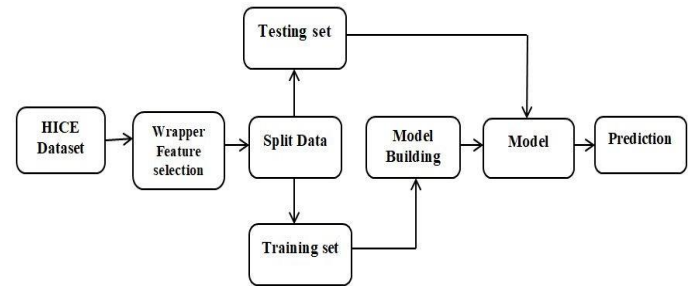 Testing set
HICE
Dataset
Wrapper
Feature
selection
Split Data
Model
Building
Model
Prediction
Training set